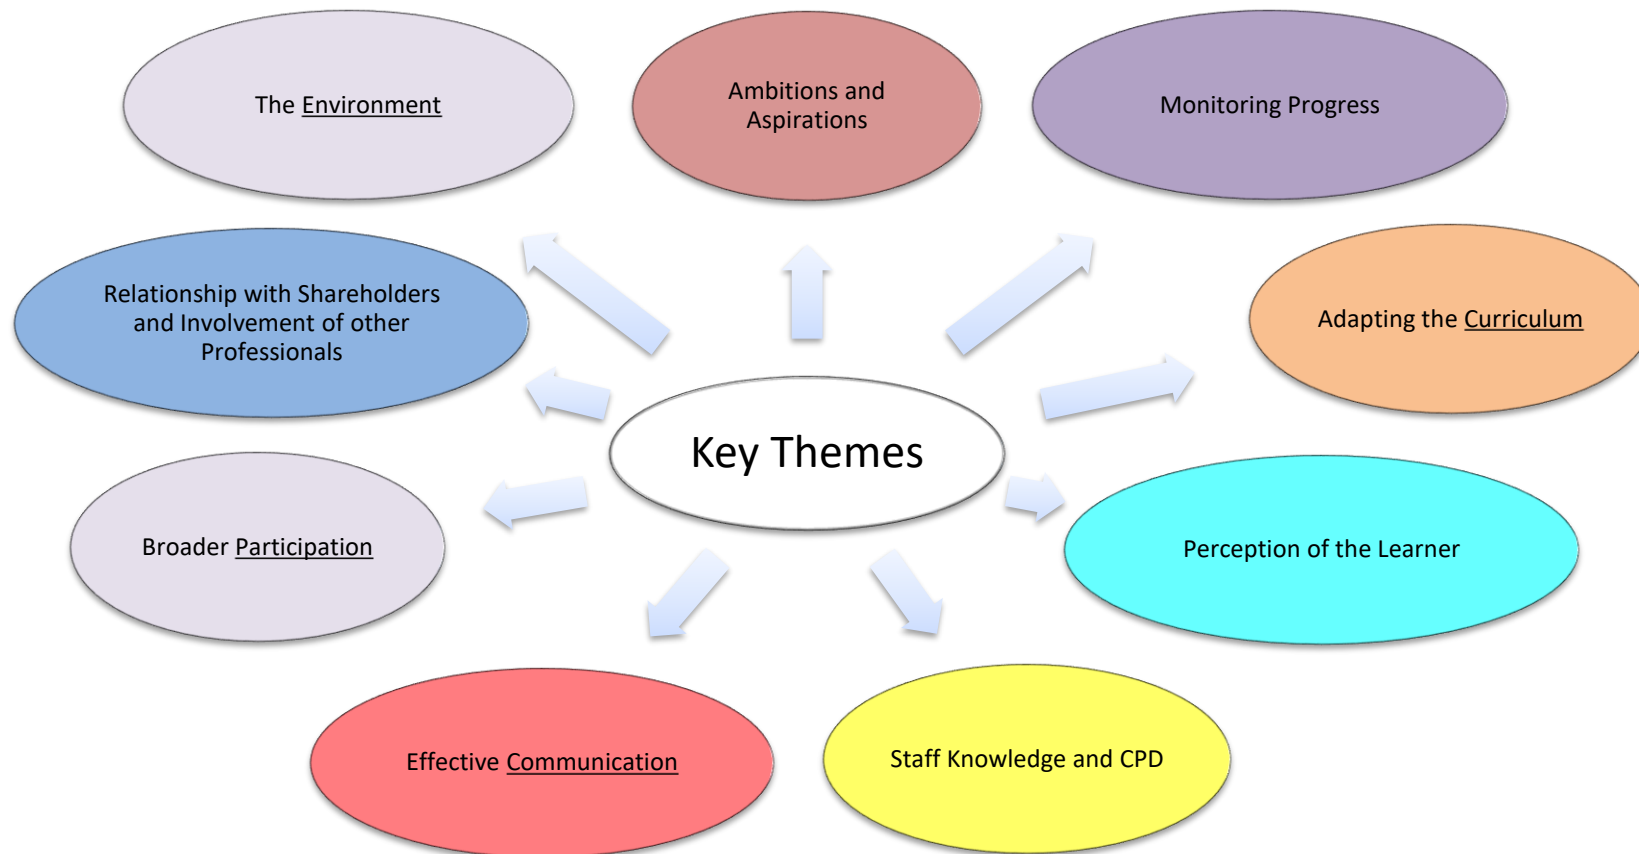 The Environment
Ambitions and
Aspirations
Monitoring Progress
Relationship with Shareholders
and Involvement of other
Professionals
Adapting the Curriculum
Key Themes
Broader Participation
Perception of the Learner
Effective Communication
Staff Knowledge and CPD